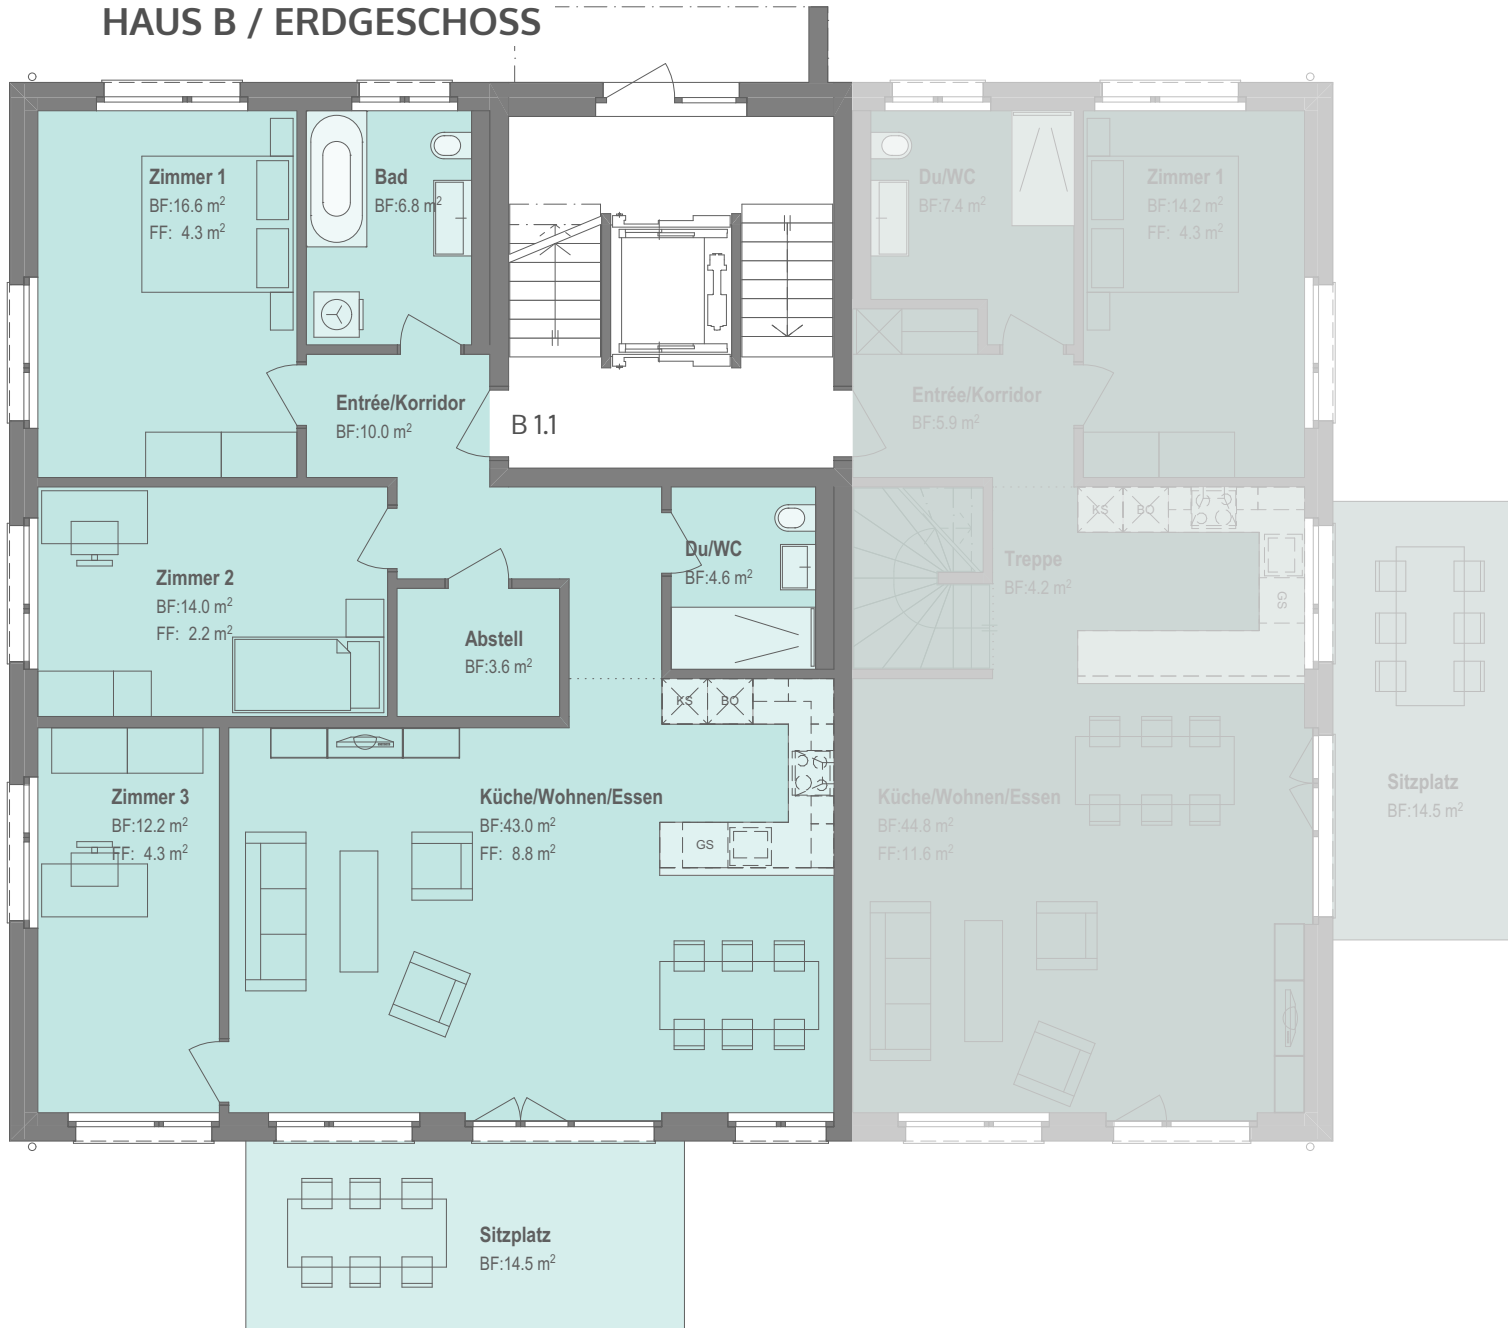 HAUS B / ERDGESCHOSS
Zimmer 1
BF:16.6 m²
FF: 4.3 m²
Bad
BF:6.8 m²
Du/WC
BF:7.4 m²
Zimmer 1
BF:14.2 m²
FF: 4.3 m²
Entrée/Korridor
BF:10.0 m²
B 1.1
Entrée/Korridor
BF:5.9 m²
Zimmer 2
BF:14.0 m²
FF: 2.2 m²
Abstell
BF:3.6 m²
Du/WC
BF:4.6 m²
Treppe
BF:4.2 m²
KS
BO
GS
KS
BO
Zimmer 3
BF:12.2 m²
FF: 4.3 m²
Küche/Wohnen/Essen
BF:43.0 m²
FF: 8.8 m²
GS
Küche/Wohnen/Essen
BF:44.8 m²
FF:11.6 m²
Sitzplatz
BF:14.5 m²
Sitzplatz
BF:14.5 m²